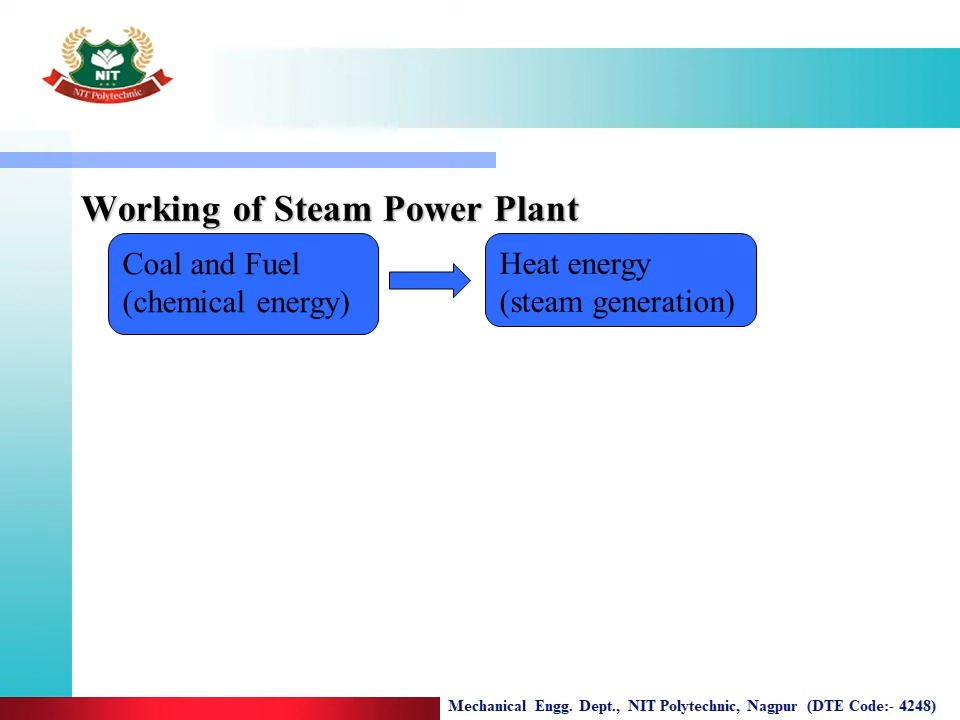 NIT
NIT Polytechnic
Working of Steam Power Plant
Coal and Fuel
(chemical energy)
Heat energy
(steam generation)
Mechanical Engg. Dept., NIT Polytechnic, Nagpur (DTE Code:- 4248)